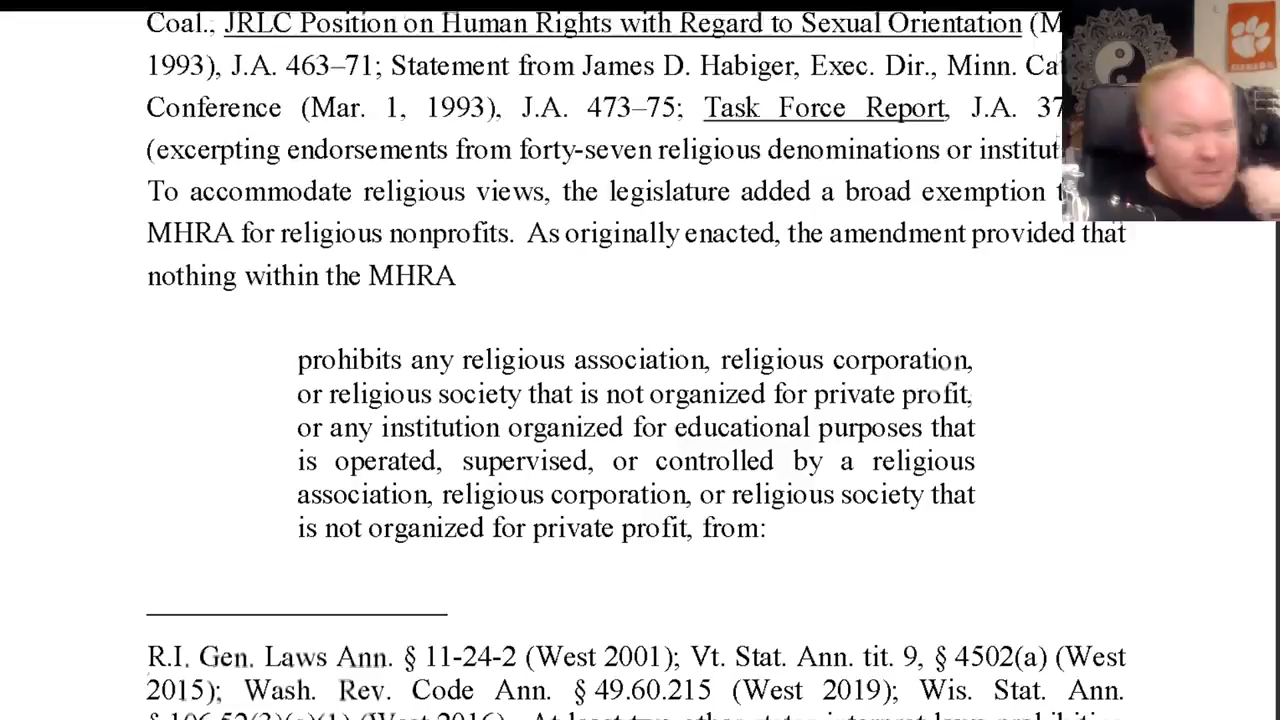 Coal., JRLC Position on Human Rights with Regard to Sexual Orientation
1993), J.A. 463–71; Statement from James D. Habiger, Exec. Dir., Minn.
Conference (Mar. 1, 1993), J.A. 473–75; Task Force Report, J.A.
(excerpting endorsements from forty-seven religious denominations or
To accommodate religious views, the legislature added a broad exemption
MHRA for religious nonprofits. As originally enacted, the amendment provided that
nothing within the MHRA
prohibits any religious association, religious corporation,
or religious society that is not organized for private profit,
or any institution organized for educational purposes that
is operated, supervised, or controlled by a religious
association, religious corporation, or religious society that
is not organized for private profit, from:
R.I. Gen. Laws Ann. § 11-24-2 (West 2001); Vt. Stat. Ann. tit. 9, § 4502(a) (West
2015); Wash. Rev. Code Ann. § 49.60.215 (West 2019); Wis. Stat. Ann.